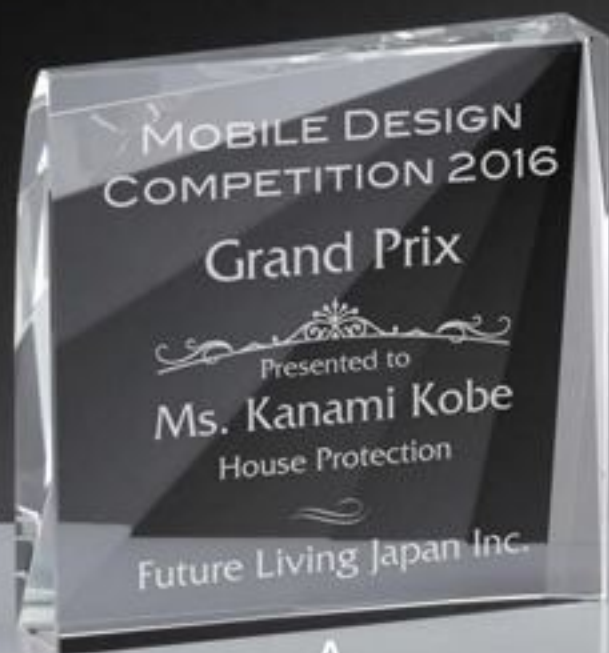 MOBILE DESIGN
COMPETITION 2016
Grand Prix
Presented to
Ms. Kanami Kobe
House Protection
Future Living Japan Inc.
A